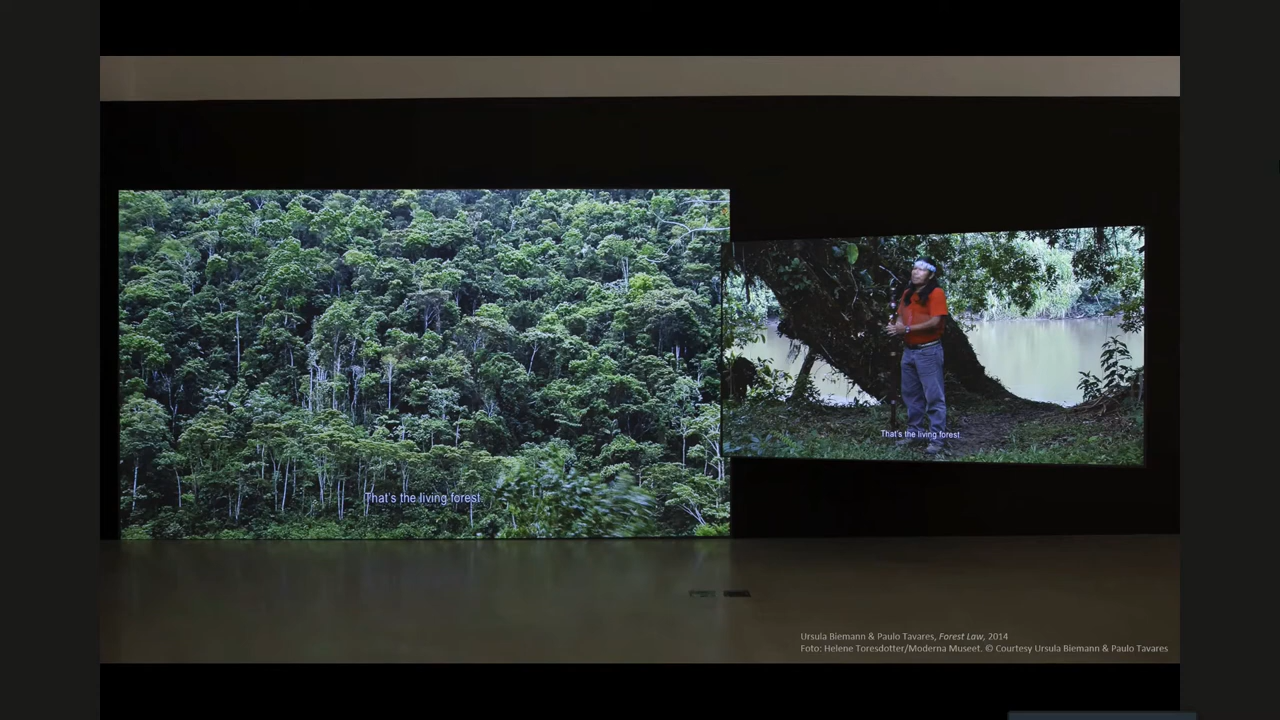 That's the living forest
That's the living forest.
Ursula Biemann & Paulo Tavares, Forest Law, 2014
Foto: Helene Toresdotter/Moderna Museet. © Courtesy Ursula Biemann & Paulo Tavares